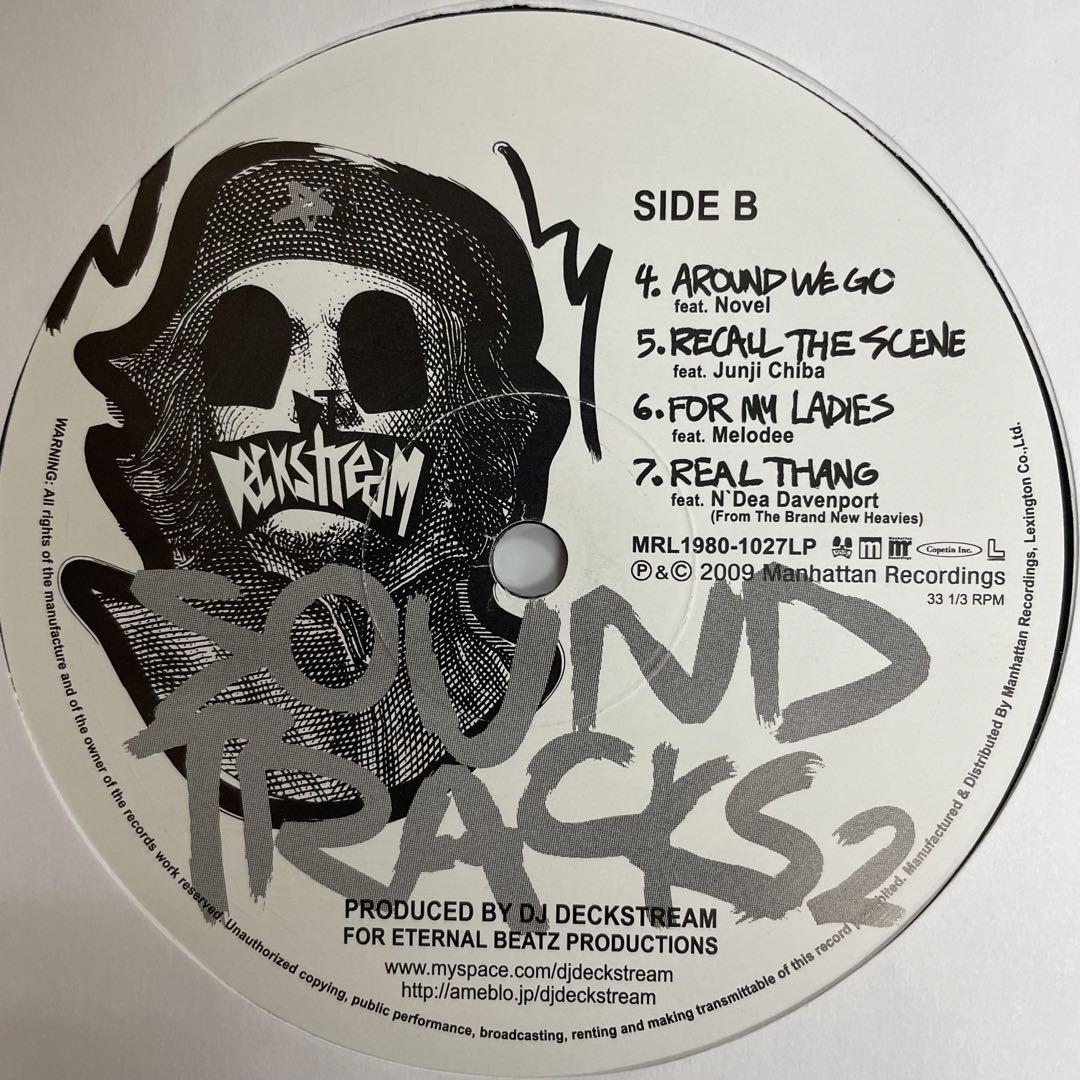 SIDE B
4. AROUND WE GO
feat. Novel
5. RECALL THE SCENE
feat. Junji Chiba
6. FOR MY LADIES
feat. Melodee
7. REAL THANG
feat. N`Dea Davenport
(From The Brand New Heavies)
MRL1980-1027LP Copetin Inc. L
Ⓟ&© 2009 Manhattan Recordings
33 1/3 RPM
DeckstreaM
SOUND
TRACKS2
PRODUCED BY DJ DECKSTREAM
FOR ETERNAL BEATZ PRODUCTIONS
www.myspace.com/djdeckstream
http://ameblo.jp/djdeckstream
WARNING: All rights of the manufacture and of the owner of the records work reserved. Unauthorized copying, public performance, broadcasting, renting and making transmittable of this record prohibited. Manufactured & Distributed By Manhattan Recordings, Lexington Co.,Ltd.